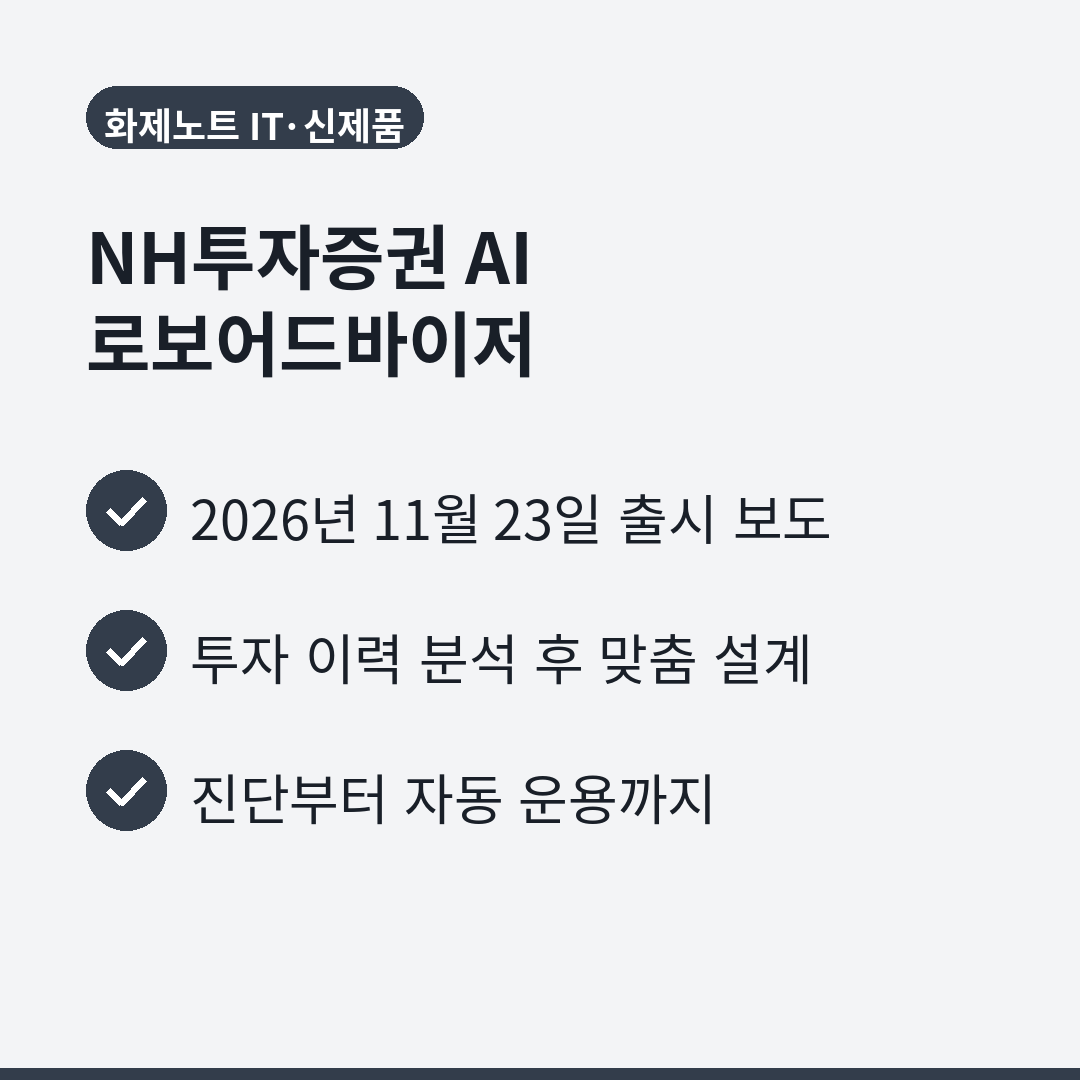 화제노트 IT·신제품
NH투자증권 AI
로보어드바이저
2026년 11월 23일 출시 보도
투자 이력 분석 후 맞춤 설계
진단부터 자동 운용까지